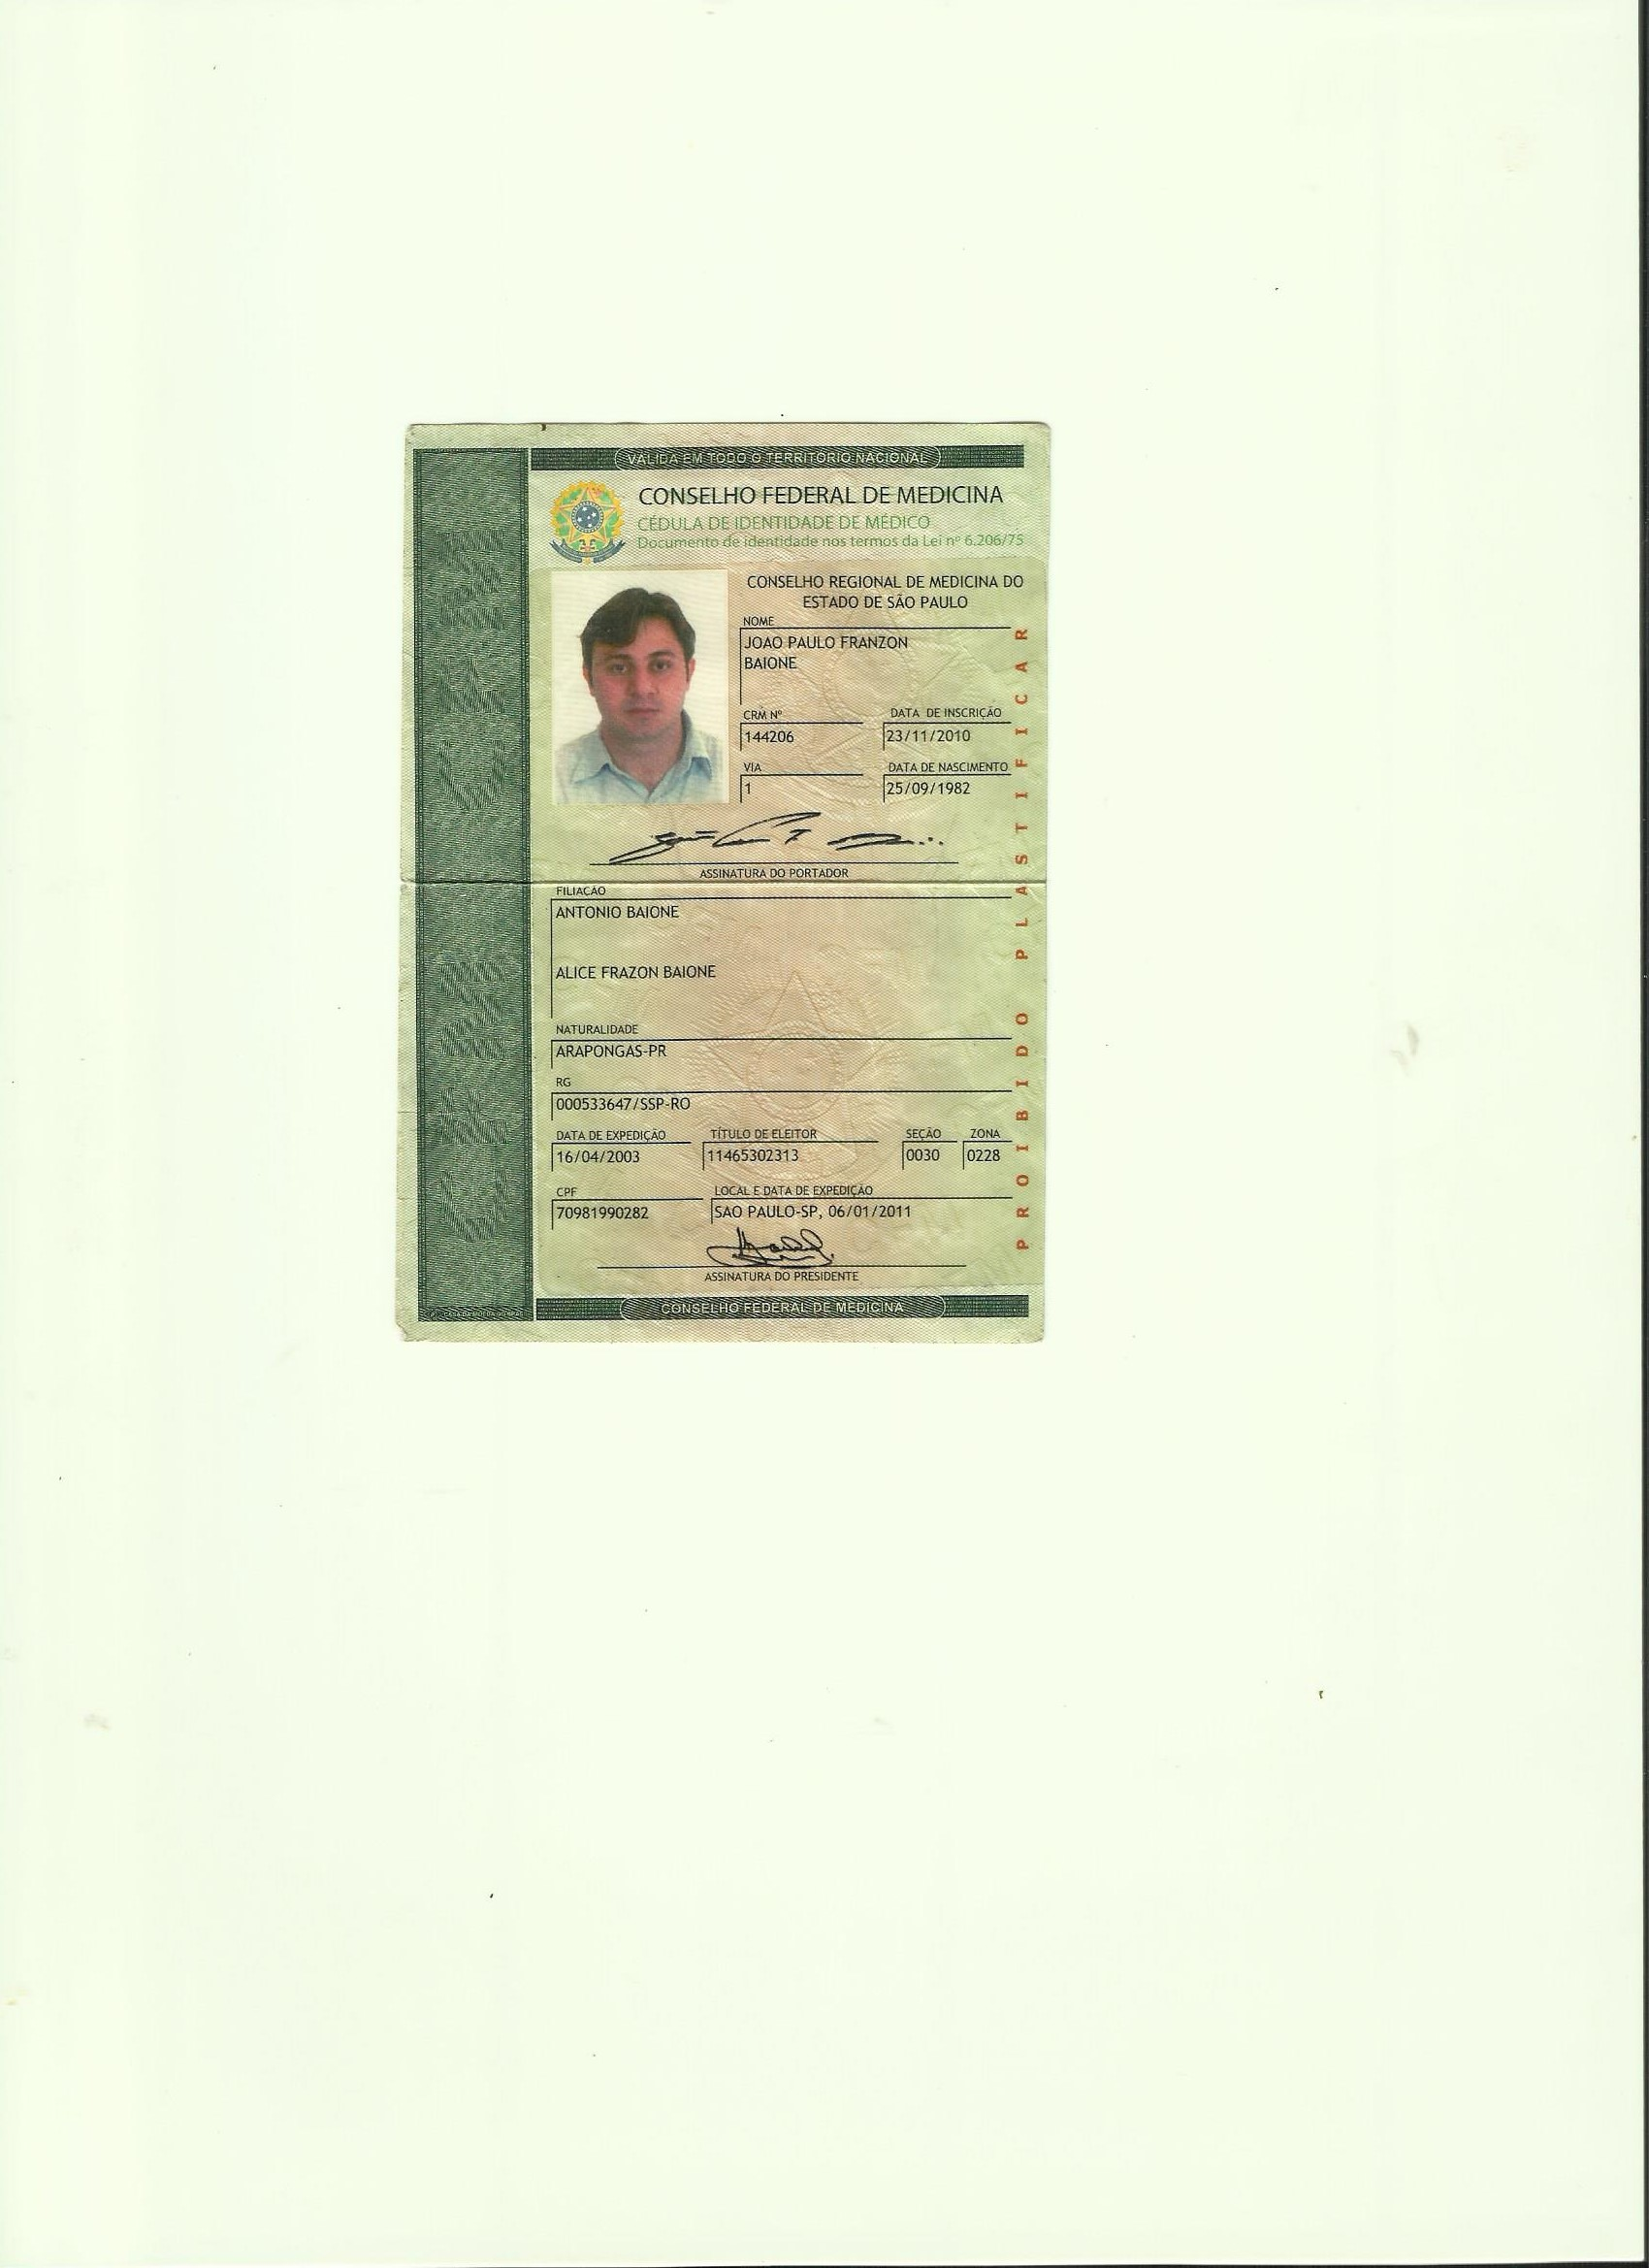 VÁLIDA EM TODO O TERRITÓRIO NACIONAL
CONSELHO FEDERAL DE MEDICINA
CÉDULA DE IDENTIDADE DE MÉDICO
Documento de identidade nos termos da Lei nº 6.206/75
CONSELHO REGIONAL DE MEDICINA DO
ESTADO DE SÃO PAULO
NOME
JOAO PAULO FRANZON
BAIONE
CRM Nº
DATA DE INSCRIÇÃO
144206
23/11/2010
VIA
DATA DE NASCIMENTO
1
25/09/1982
ASSINATURA DO PORTADOR
FILIAÇÃO
ANTONIO BAIONE
ALICE FRAZON BAIONE
NATURALIDADE
ARAPONGAS-PR
RG
000533647/SSP-RO
DATA DE EXPEDIÇÃO TÍTULO DE ELEITOR SEÇÃO ZONA
16/04/2003 11465302313 0030 0228
CPF LOCAL E DATA DE EXPEDIÇÃO
70981990282 SAO PAULO-SP, 06/01/2011
ASSINATURA DO PRESIDENTE
CONSELHO FEDERAL DE MEDICINA
PROIBIDO PLASTIFICAR